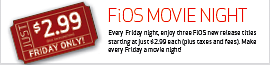 JUST
$2.99
FRIDAY ONLY!
FiOS MOVIE NIGHT
Every Friday night, enjoy three FiOS new release titles
starting at just $2.99 each (plus taxes and fees). Make
every Friday a movie night!